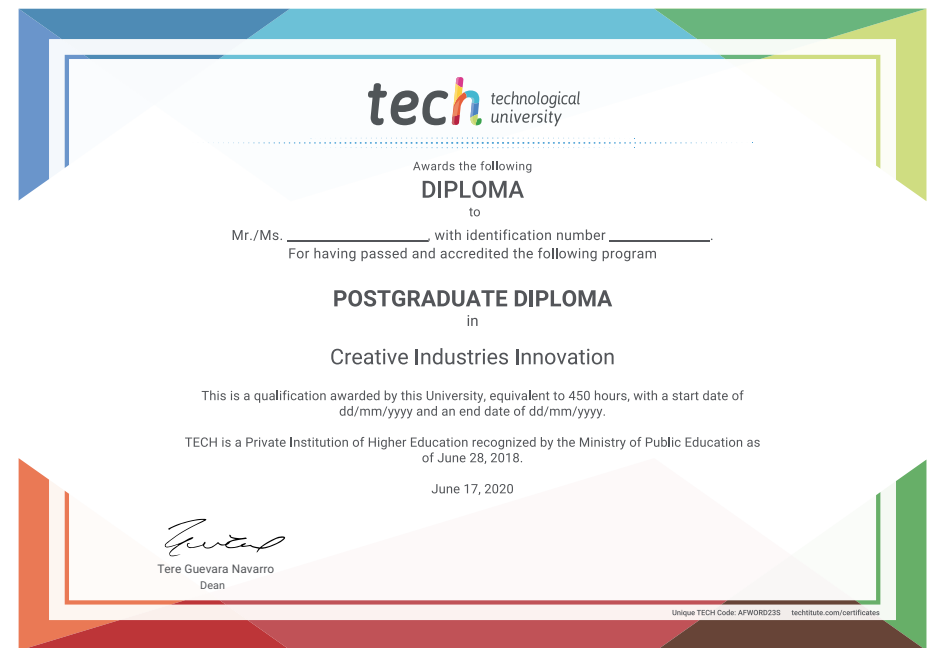 tech technological
university
Awards the following
DIPLOMA
to
Mr./Ms. ____________________, with identification number ______________.
For having passed and accredited the following program
POSTGRADUATE DIPLOMA
in
Creative Industries Innovation
This is a qualification awarded by this University, equivalent to 450 hours, with a start date of
dd/mm/yyyy and an end date of dd/mm/yyyy.
TECH is a Private Institution of Higher Education recognized by the Ministry of Public Education as
of June 28, 2018.
June 17, 2020
Tere Guevara Navarro
Dean
Unique TECH Code: AFWORD23S techtitute.com/certificates